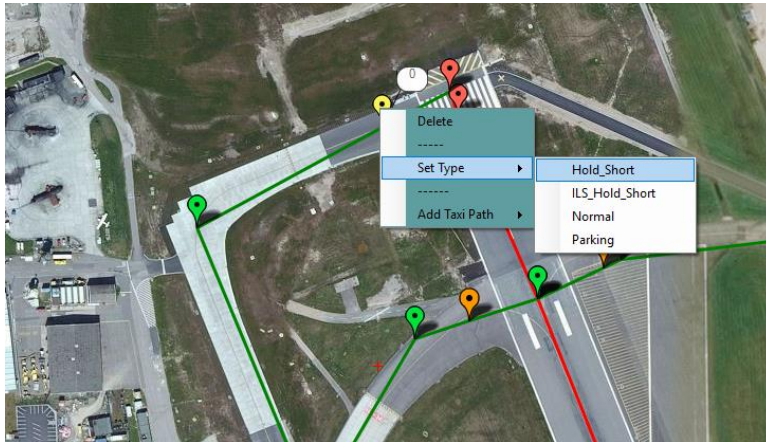 0
Delete
-----
Set Type
------
Add Taxi Path
Hold_Short
ILS_Hold_Short
Normal
Parking